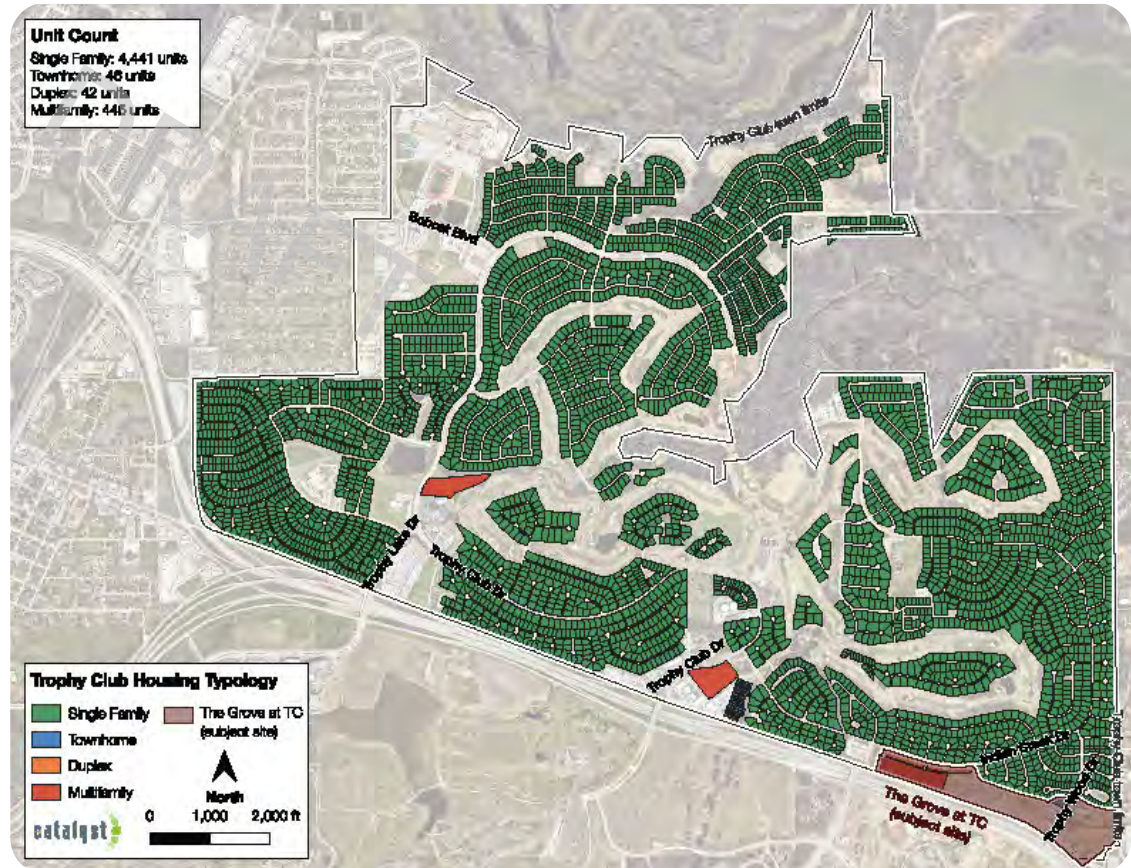 Unit Count
Single Family: 4,441 units
Townhome: 46 units
Duplex: 42 units
Multifamily: 445 units
Trophy Club town limits
Bobcat Blvd
Trophy Lake Dr
Trophy Club Dr
Trophy Club Dr
Indian Creek Dr
Trophy Wood Dr
The Grove at TC
(subject site)
Trophy Club Housing Typology
Single Family
Townhome
Duplex
Multifamily
The Grove at TC
(subject site)
North
0 1,000 2,000 ft
catalyst